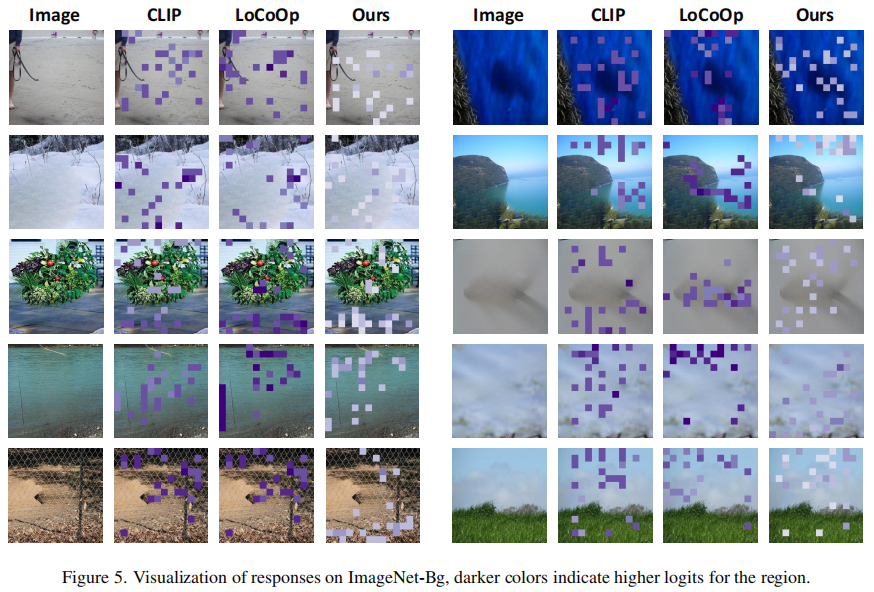 Image CLIP LoCoOp Ours Image CLIP LoCoOp Ours
Figure 5. Visualization of responses on ImageNet-Bg, darker colors indicate higher logits for the region.